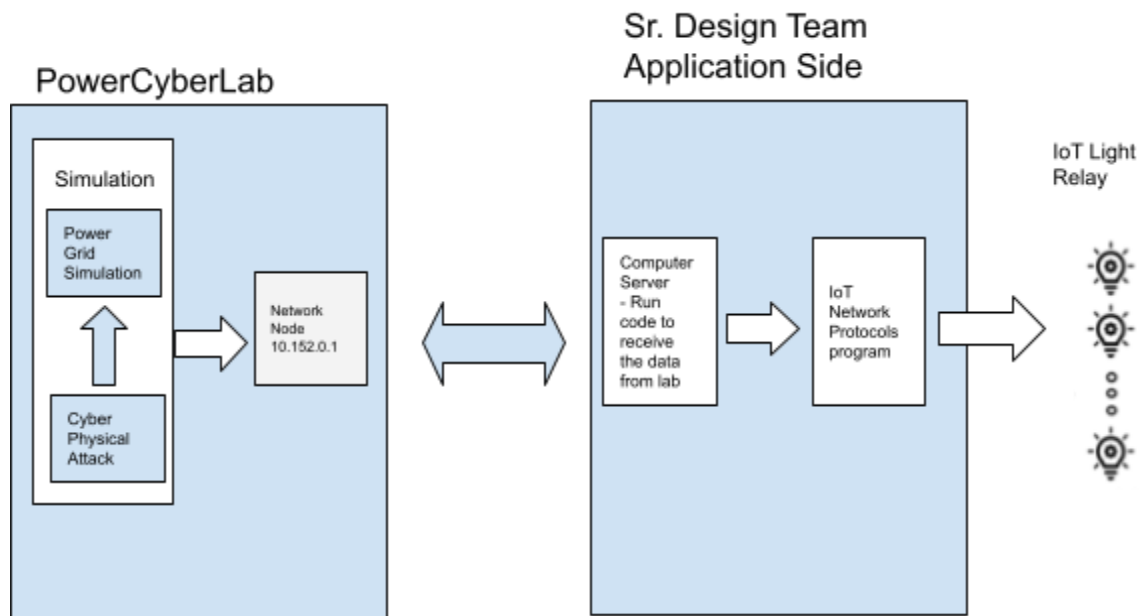 PowerCyberLab
Simulation
Power
Grid
Simulation
Cyber
Physical
Attack
Network
Node
10.152.0.1
Sr. Design Team
Application Side
Computer
Server
- Run
code to
receive
the data
from lab
IoT
Network
Protocols
program
IoT Light
Relay